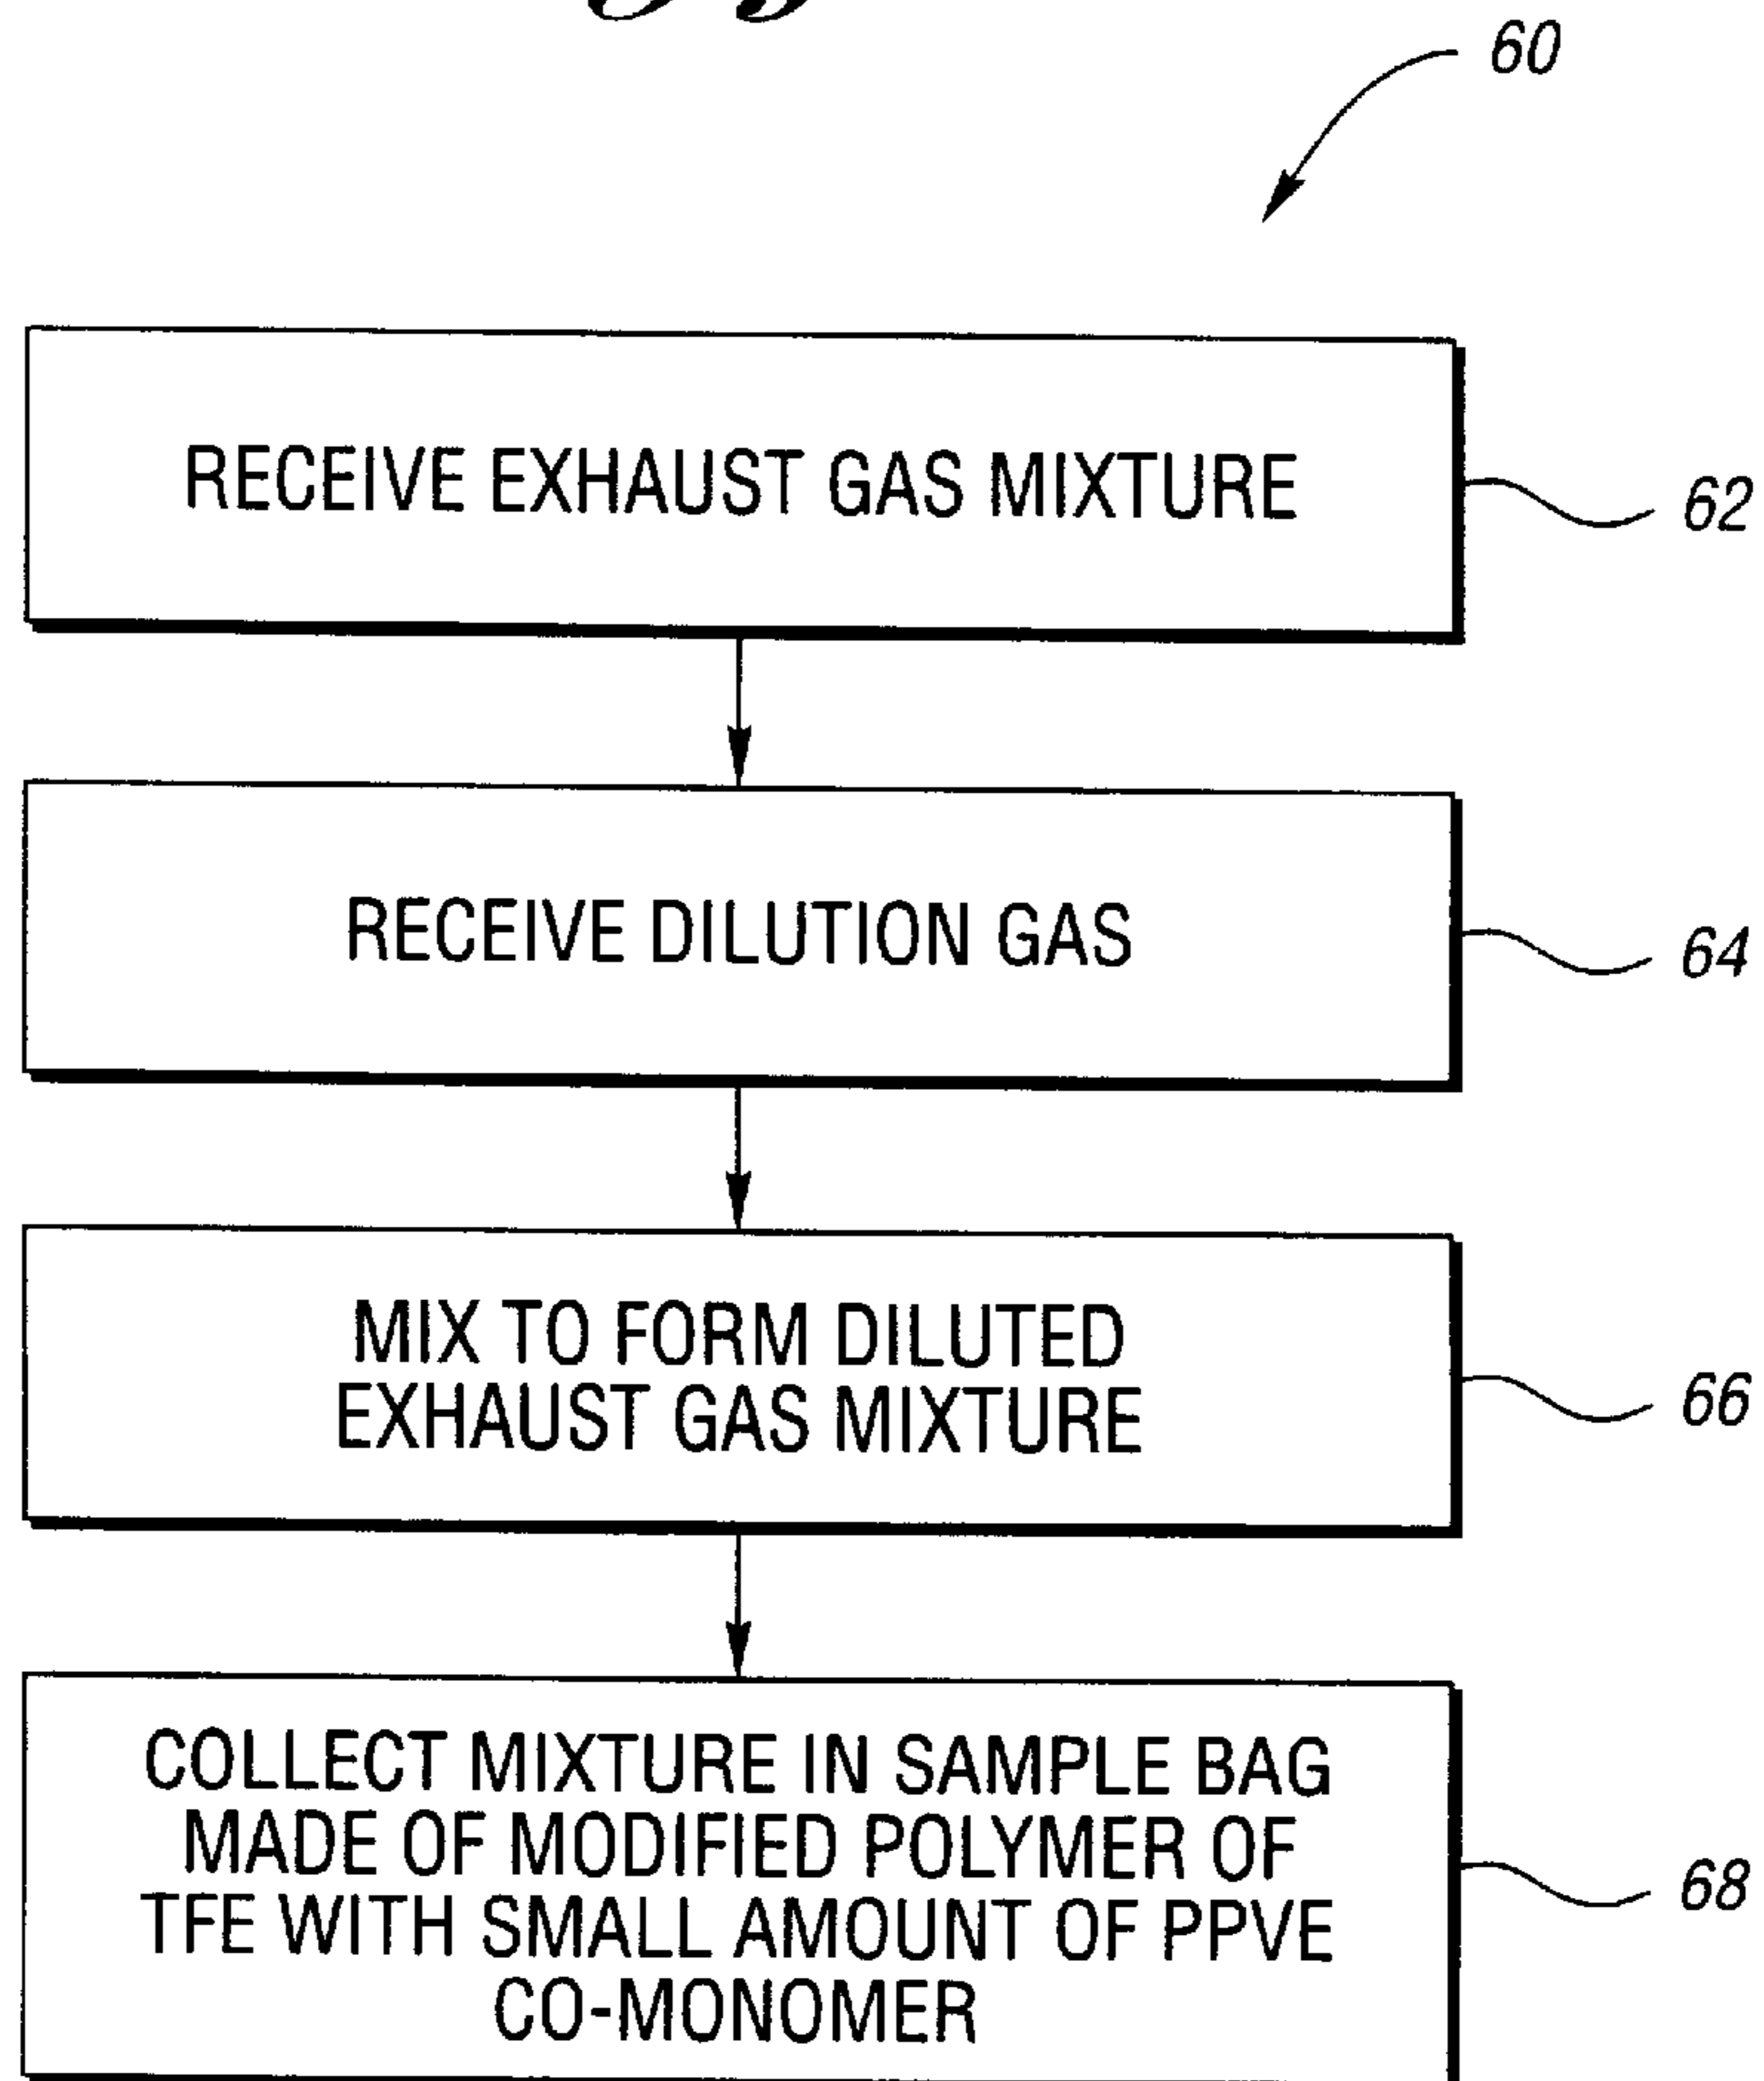 60
RECEIVE EXHAUST GAS MIXTURE
62
RECEIVE DILUTION GAS
64
MIX TO FORM DILUTED
EXHAUST GAS MIXTURE
66
COLLECT MIXTURE IN SAMPLE BAG
MADE OF MODIFIED POLYMER OF
TFE WITH SMALL AMOUNT OF PPVE
CO-MONOMER
68